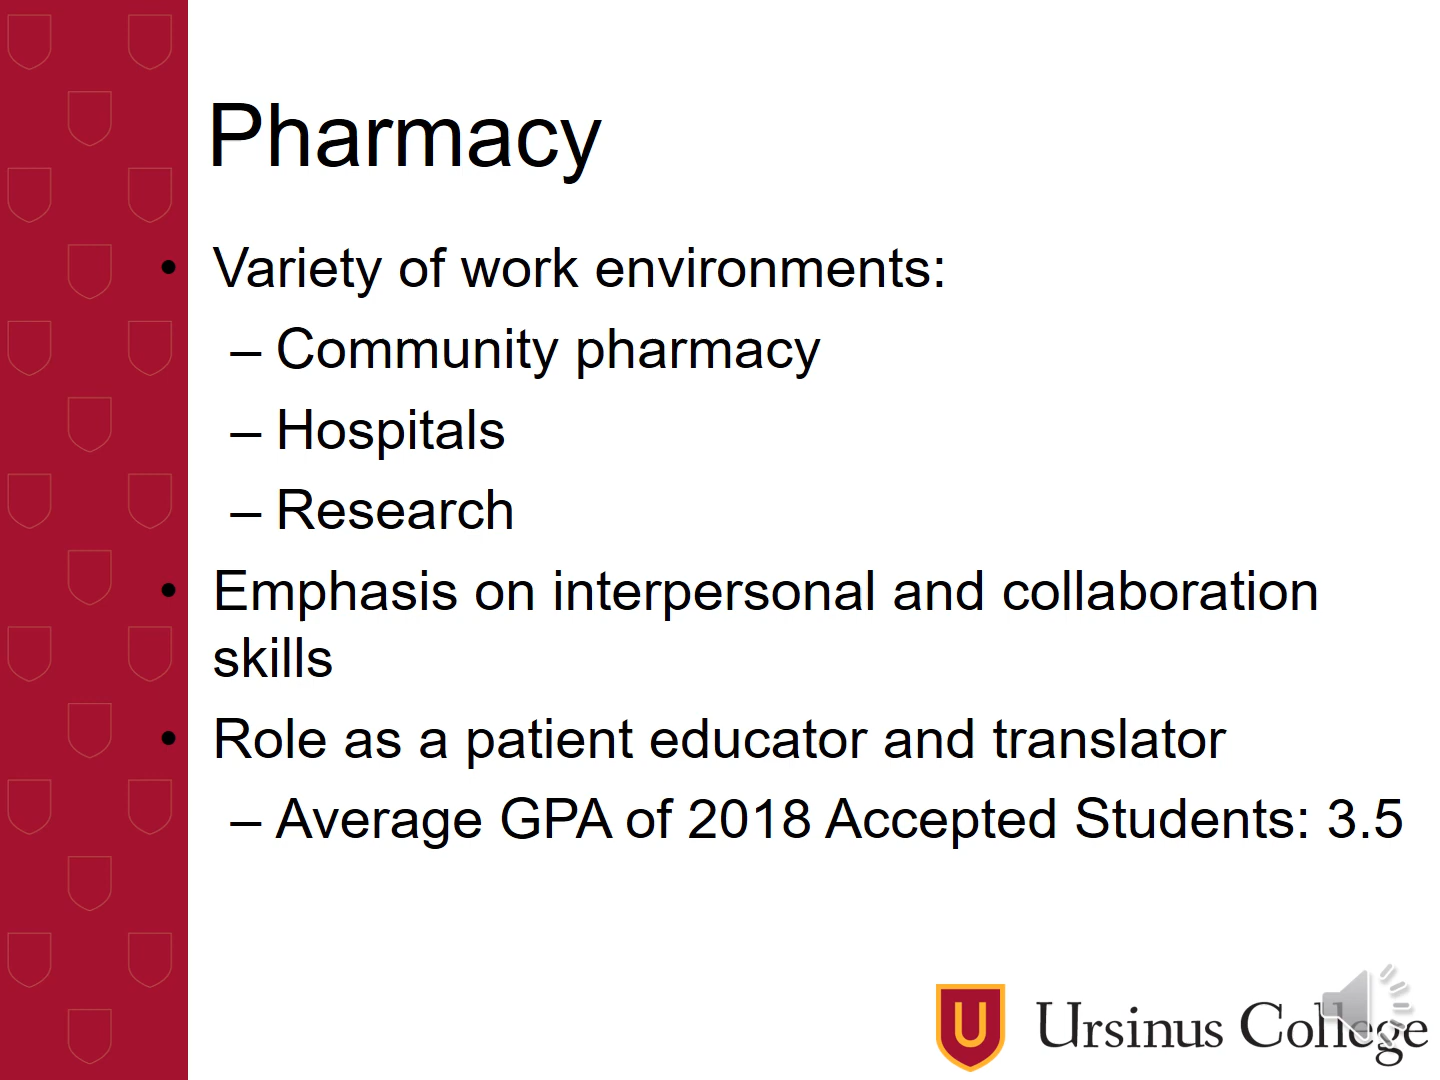 Pharmacy
• Variety of work environments:
– Community pharmacy
– Hospitals
– Research
• Emphasis on interpersonal and collaboration
skills
• Role as a patient educator and translator
– Average GPA of 2018 Accepted Students: 3.5
U Ursinus College